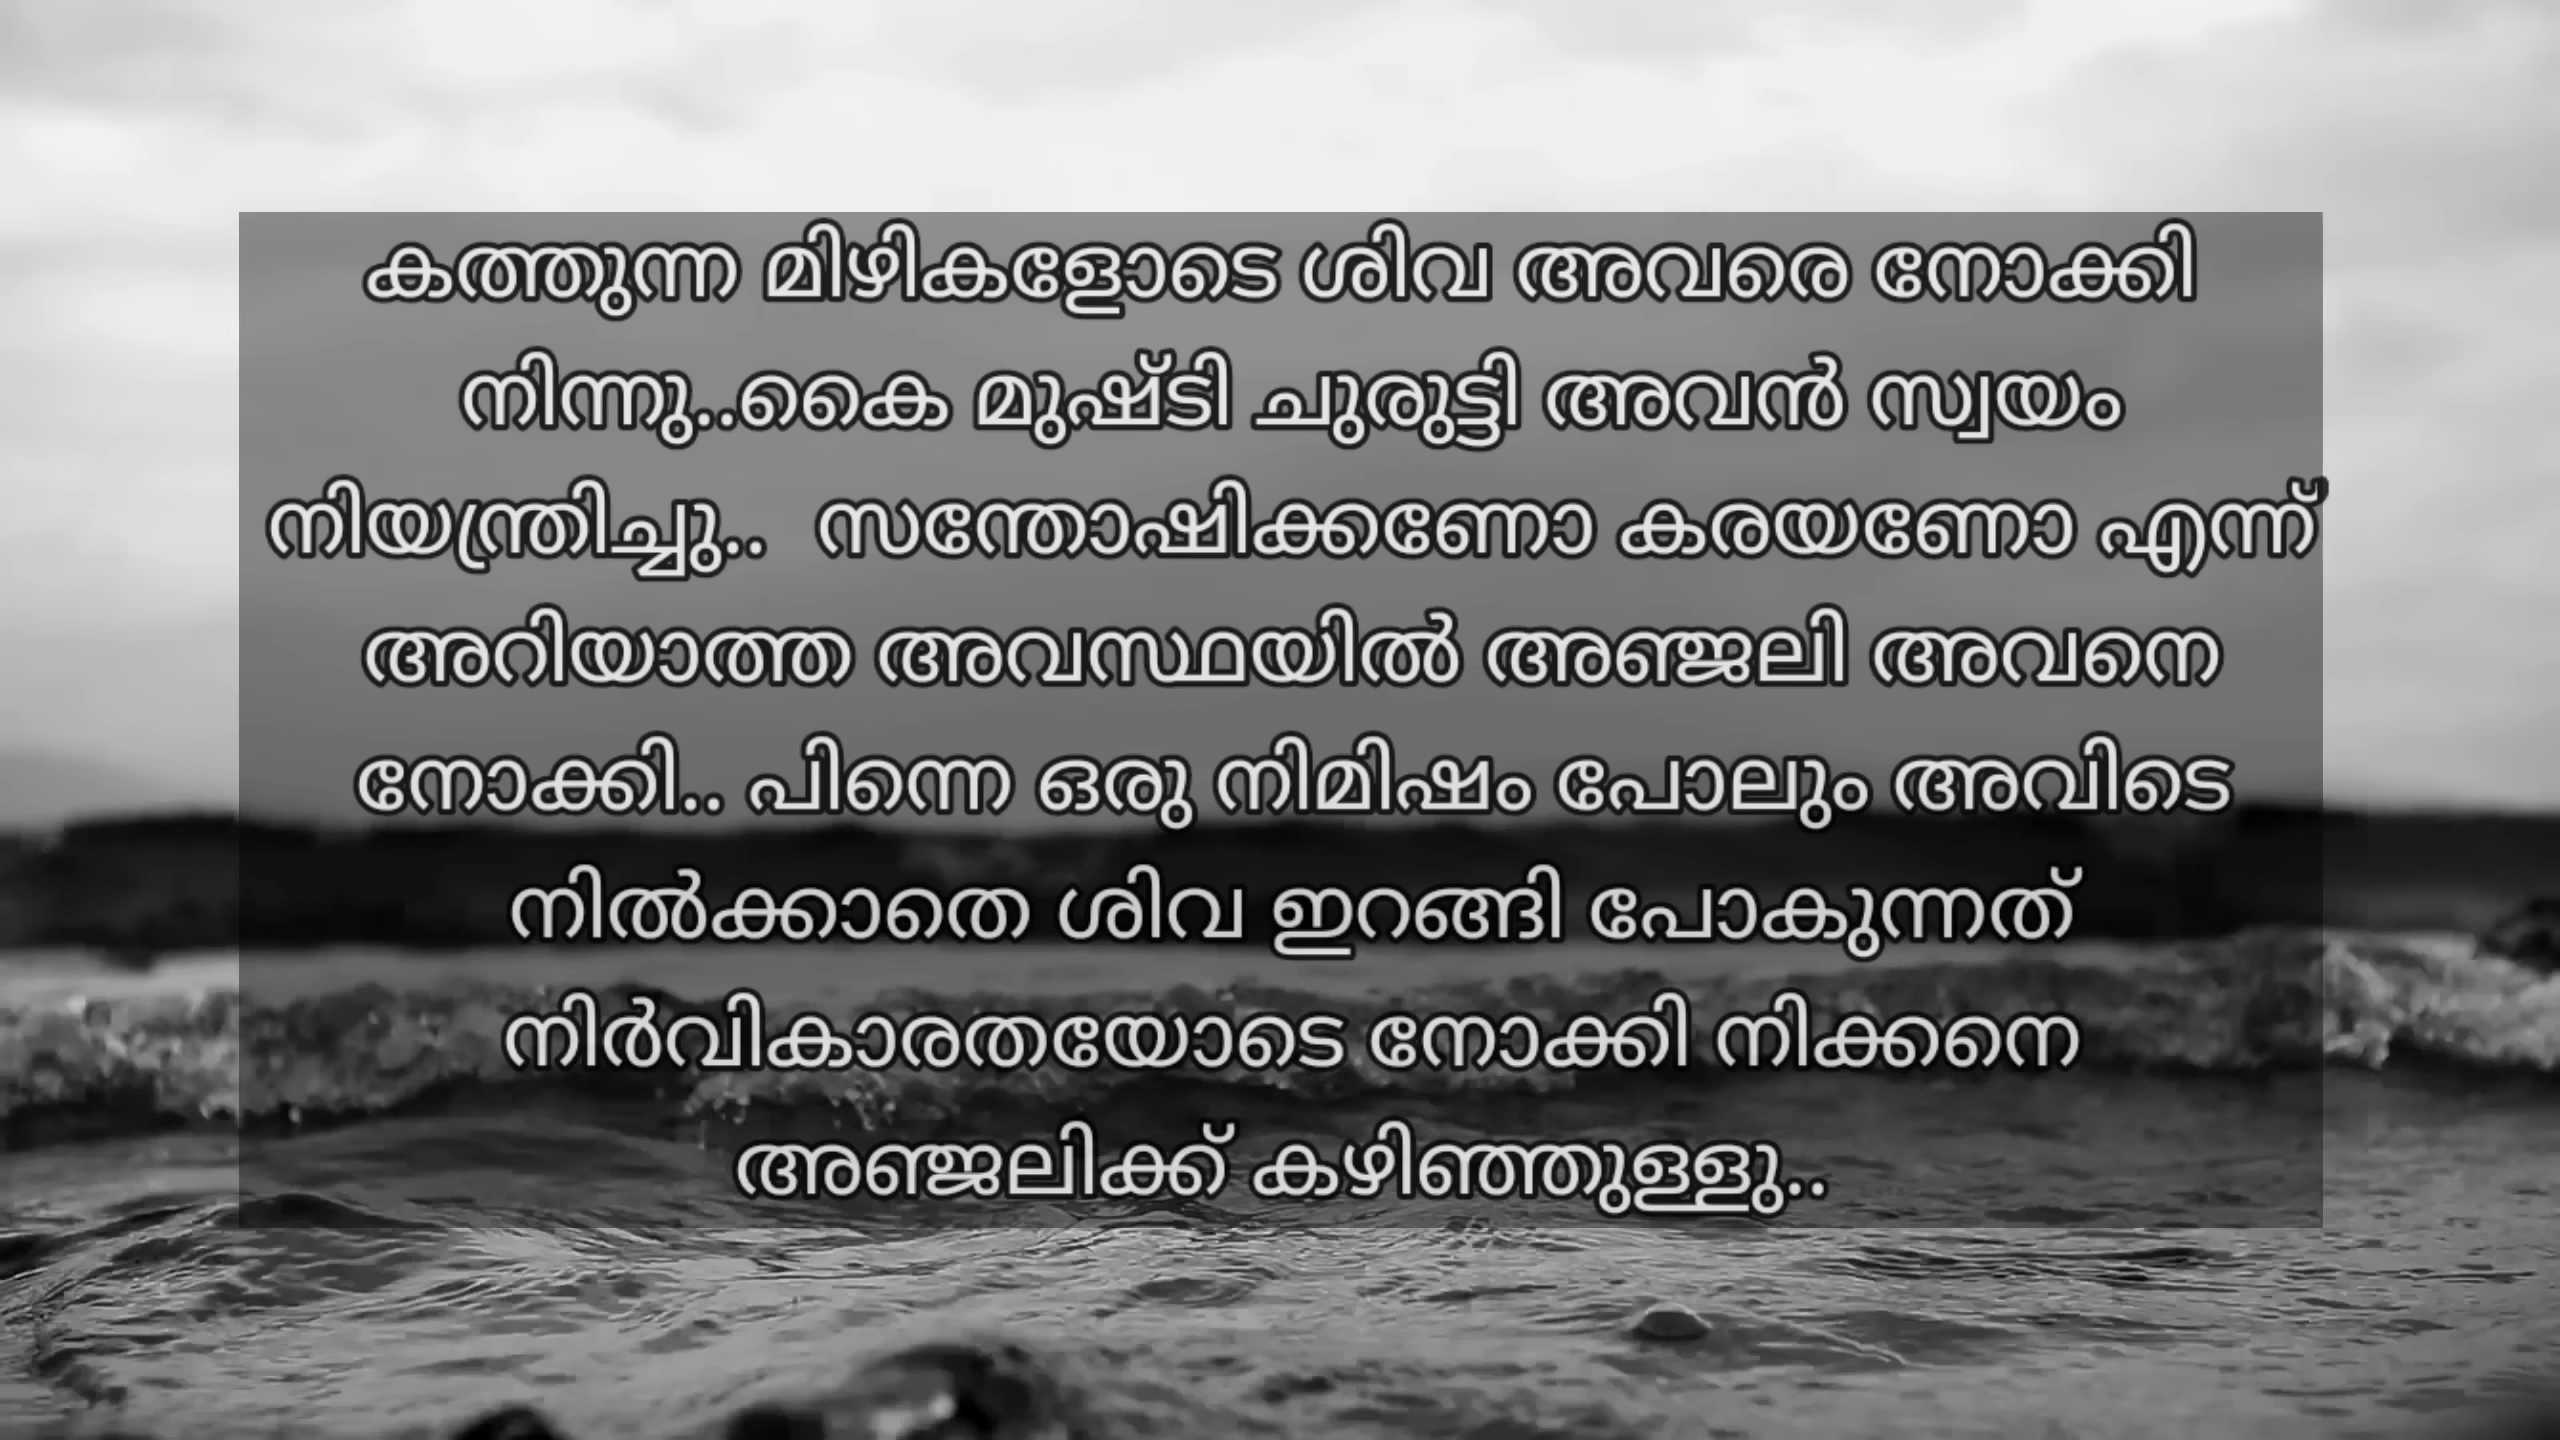 കത്തുന്ന മിഴികളോടെ ശിവ അവരെ നോക്കി
നിന്നു..കൈ മുഷ്ടി ചുരുട്ടി അവൻ സ്വയം
നിയന്ത്രിച്ചു..  സന്തോഷിക്കണോ കരയണോ എന്ന്
അറിയാത്ത അവസ്ഥയിൽ അഞ്ജലി അവനെ
നോക്കി.. പിന്നെ ഒരു നിമിഷം പോലും അവിടെ
നിൽക്കാതെ ശിവ ഇറങ്ങി പോകുന്നത്
നിർവികാരതയോടെ നോക്കി നിക്കനെ
അഞ്ജലിക്ക് കഴിഞ്ഞുള്ളു..